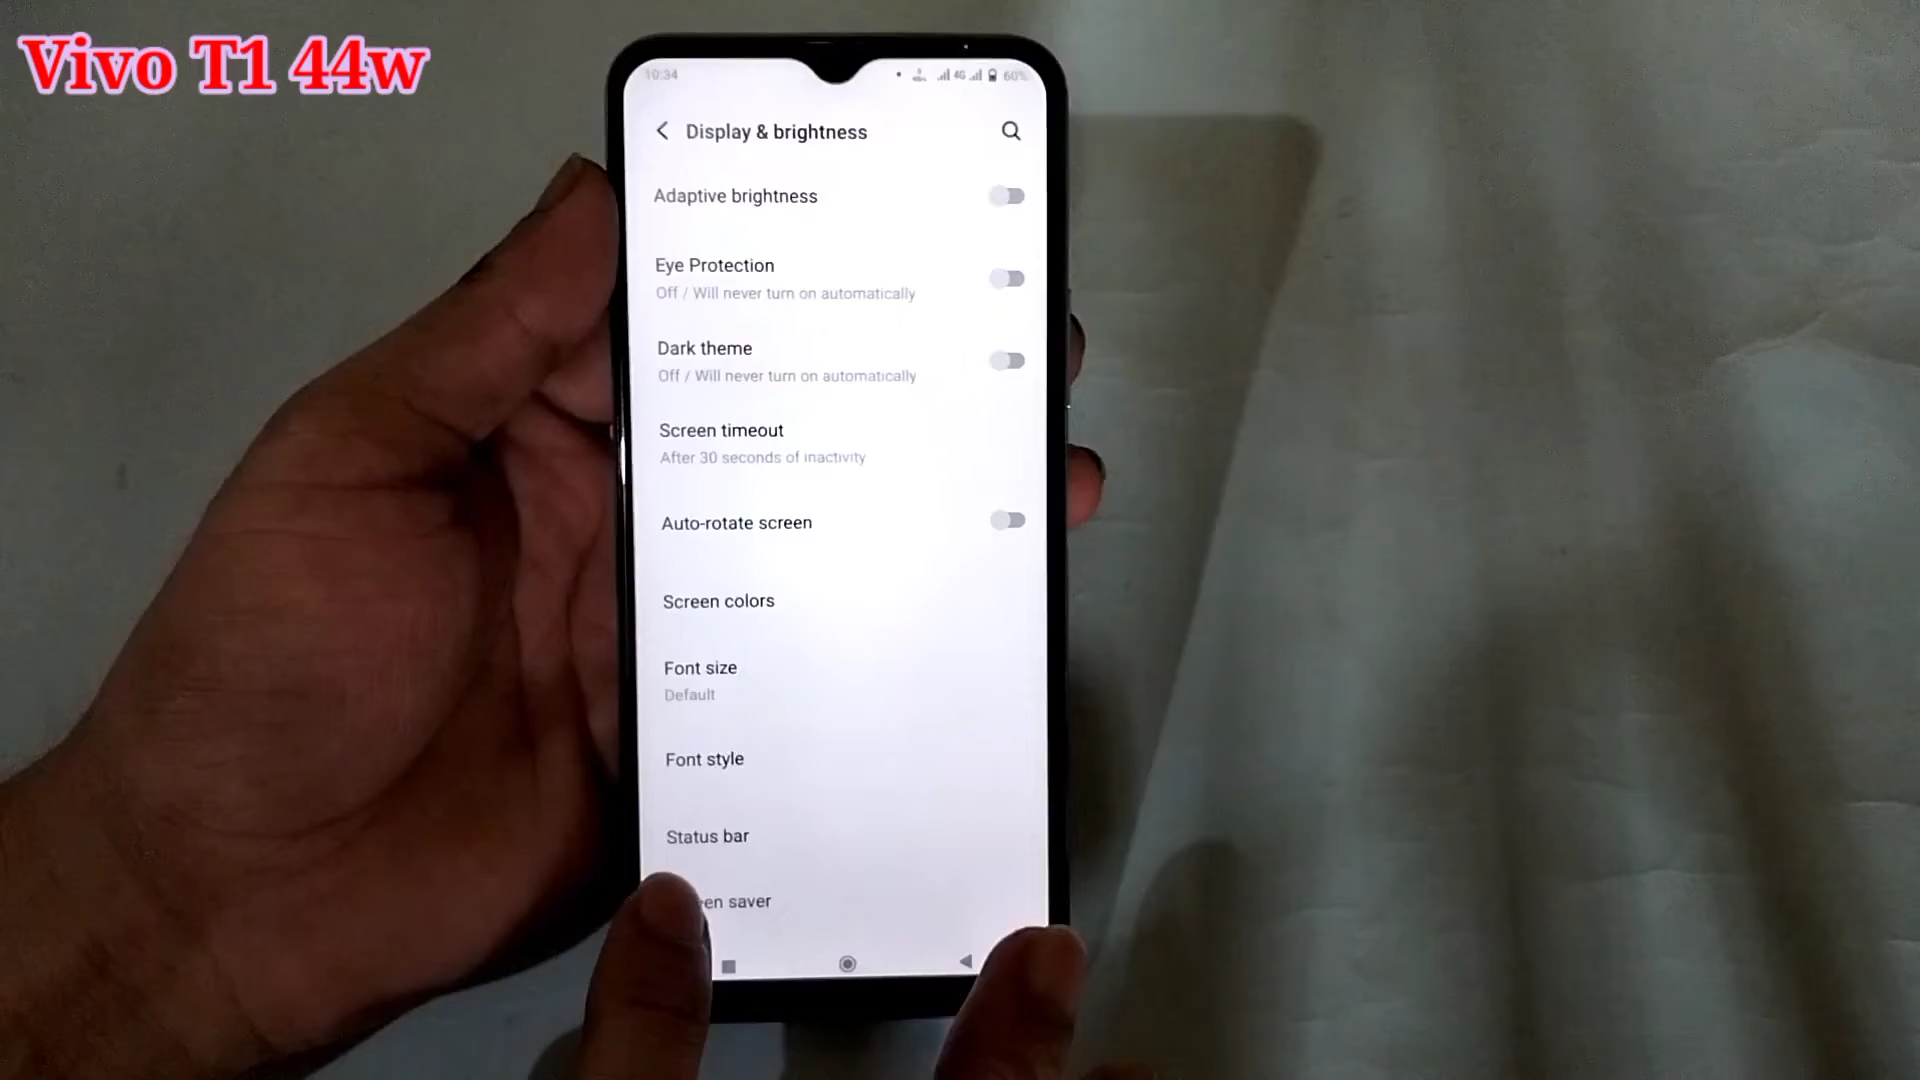 Vivo T1 44w
10:34
4G 60%
Display & brightness
Adaptive brightness
Eye Protection
Off / Will never turn on automatically
Dark theme
Off / Will never turn on automatically
Screen timeout
After 30 seconds of inactivity
Auto-rotate screen
Screen colors
Font size
Default
Font style
Status bar
saver